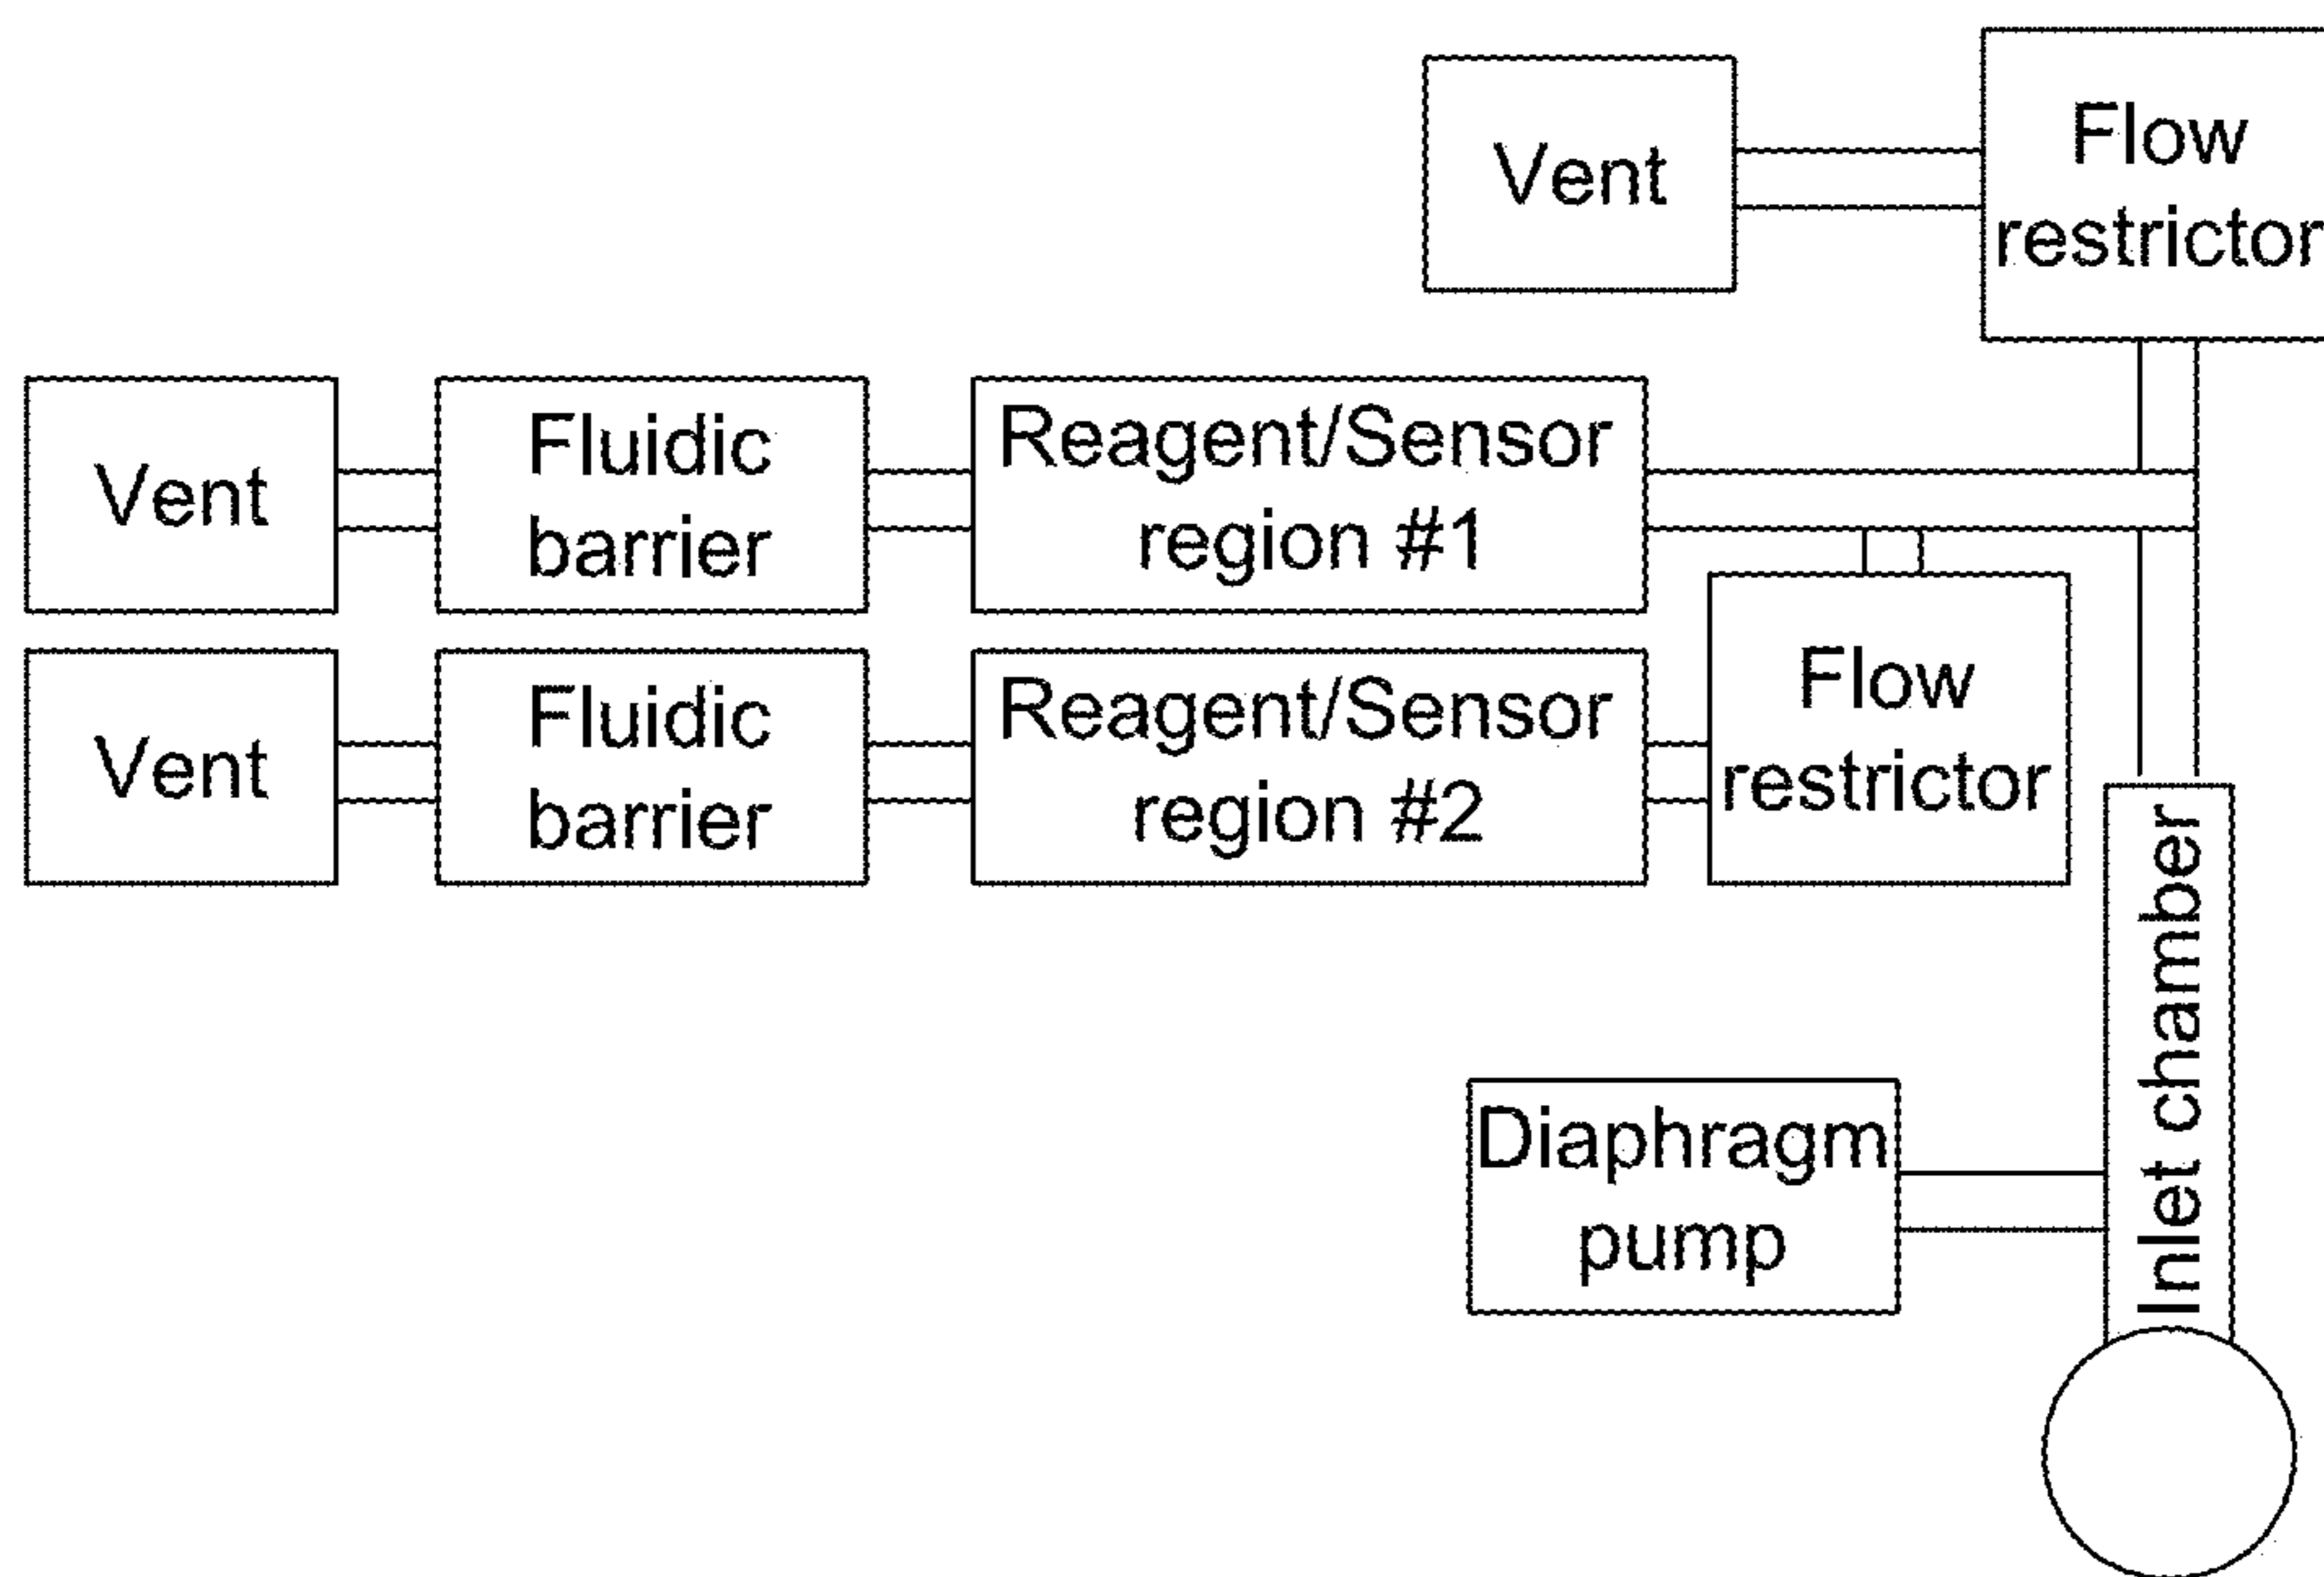 Vent
Flow
restrictor
Vent
Fluidic
barrier
Reagent/Sensor
region #1
Vent
Fluidic
barrier
Reagent/Sensor
region #2
Flow
restrictor
Inlet chamber
Diaphragm
pump